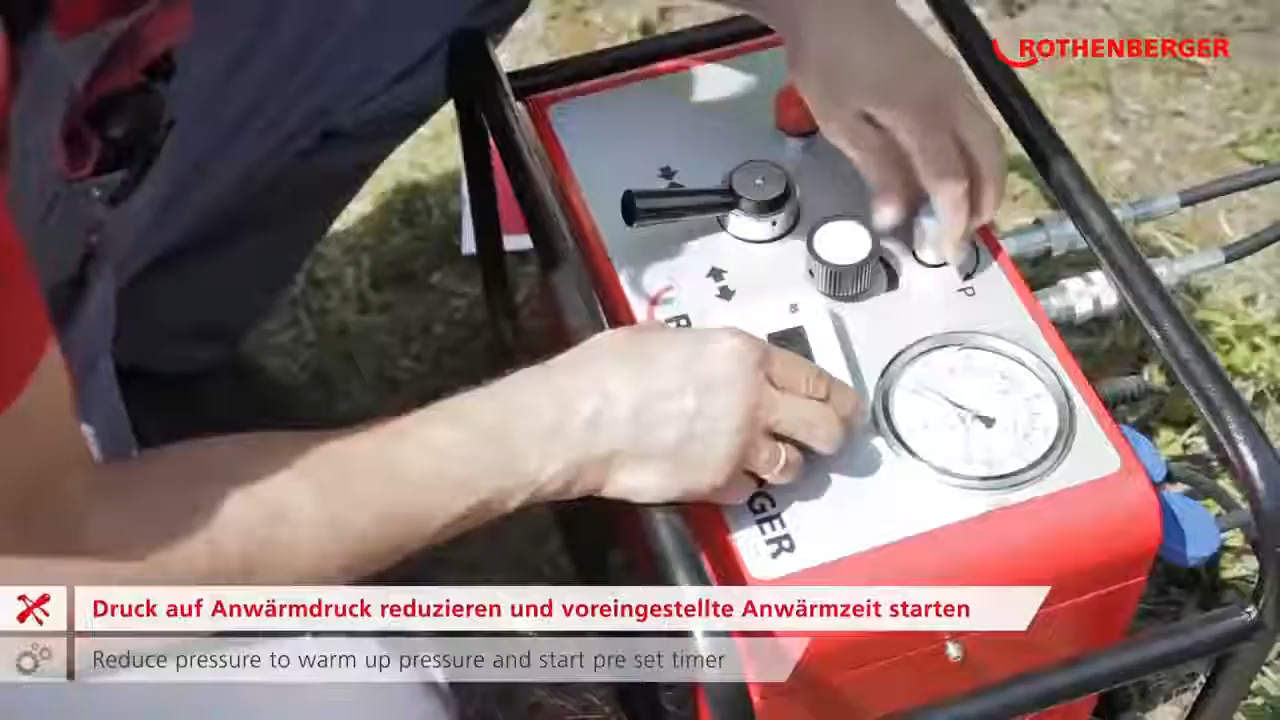 ROTHENBERGER
P
GER
Druck auf Anwärmdruck reduzieren und voreingestellte Anwärmzeit starten
Reduce pressure to warm up pressure and start pre set timer